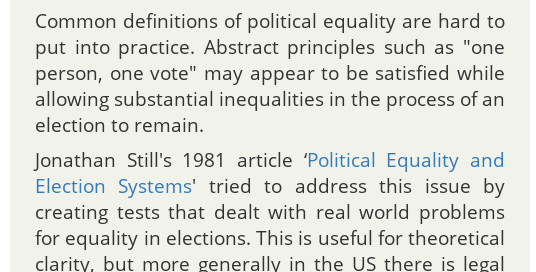 Common definitions of political equality are hard to
put into practice. Abstract principles such as "one
person, one vote" may appear to be satisfied while
allowing substantial inequalities in the process of an
election to remain.
Jonathan Still's 1981 article ‘Political Equality and
Election Systems' tried to address this issue by
creating tests that dealt with real world problems
for equality in elections. This is useful for theoretical
clarity, but more generally in the US there is legal